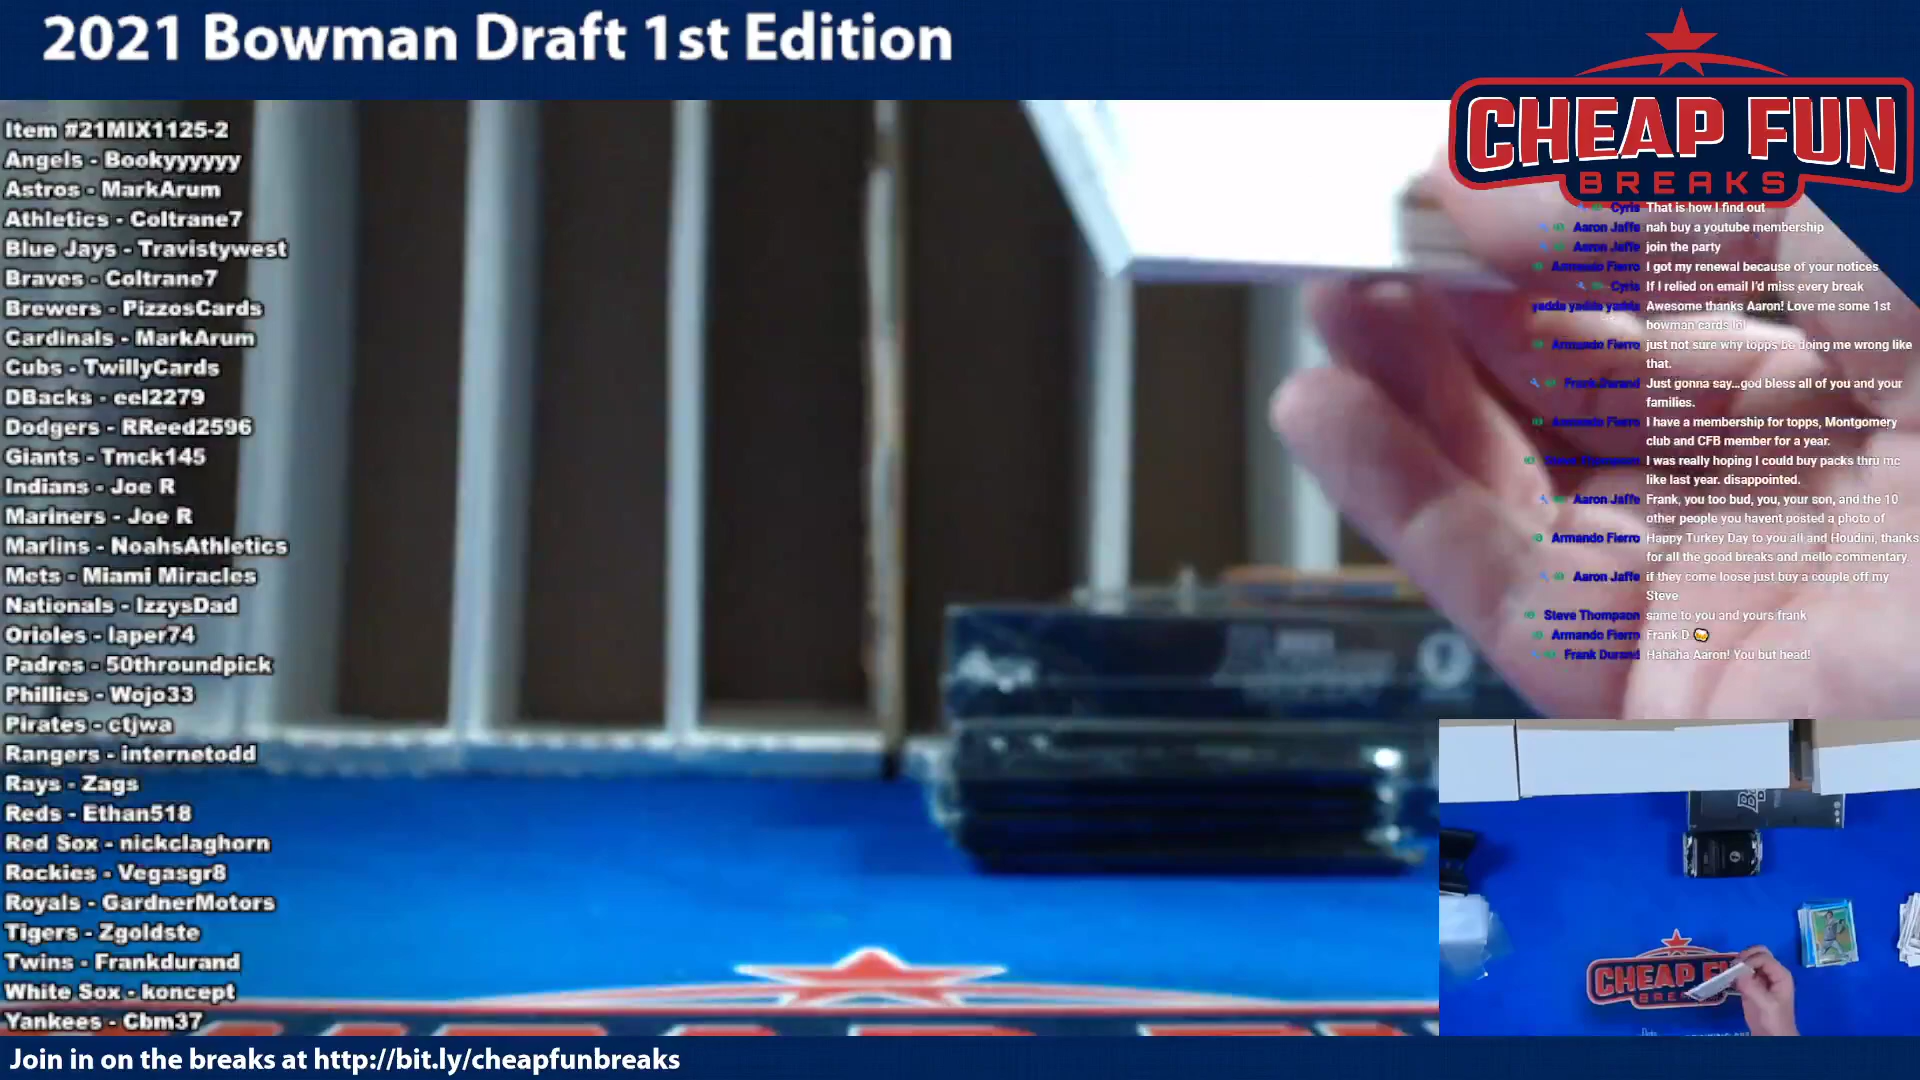 2021 Bowman Draft 1st Edition
CHEAP FUN
BREAKS
Item #21MIX1125-2
Angels - Bookyyyyyy
Astros - MarkArum
Athletics - Coltrane7
Blue Jays - Travistywest
Braves - Coltrane7
Brewers - PizzosCards
Cardinals - MarkArum
Cubs - TwillyCards
DBacks - eel2279
Dodgers - RReed2596
Giants - Tmck145
Indians - Joe R
Mariners - Joe R
Marlins - NoahsAthletics
Mets - Miami Miracles
Nationals - IzzysDad
Orioles - laper74
Padres - 50throundpick
Phillies - Wojo33
Pirates - ctjwa
Rangers - internetodd
Rays - Zags
Reds - Ethan518
Red Sox - nickclaghorn
Rockies - Vegasgr8
Royals - GardnerMotors
Tigers - Zgoldste
Twins - Frankdurand
White Sox - koncept
Yankees - Cbm37
Cyris That is how I find out
Aaron Jaffe nah buy a youtube membership
Aaron Jaffe join the party
Armando Fierro I got my renewal because of your notices
Cyris If I relied on email I'd miss every break
yadda yadda yadda Awesome thanks Aaron! Love me some 1st
bowman cards lol
Armando Fierro just not sure why topps be doing me wrong like
that.
Frank Durand Just gonna say...god bless all of you and your
families.
Armando Fierro I have a membership for topps, Montgomery
club and CFB member for a year.
Steve Thompson I was really hoping I could buy packs thru mc
like last year. disappointed.
Aaron Jaffe Frank, you too bud, you, your son, and the 10
other people you havent posted a photo of
Armando Fierro Happy Turkey Day to you all and Houdini, thanks
for all the good breaks and mello commentary.
Aaron Jaffe if they come loose just buy a couple off my
Steve
Steve Thompson same to you and yours frank
Armando Fierro Frank D 🍻
Frank Durand Hahaha Aaron! You but head!
CHEAP FU
BREAKS
Join in on the breaks at http://bit.ly/cheapfunbreaks